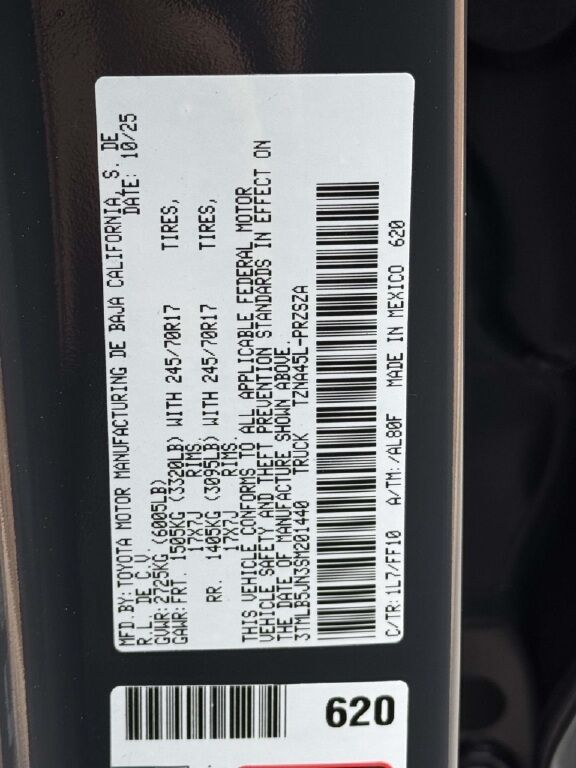 MFD.BY:TOYOTA MOTOR MANUFACTURING DE BAJA CALIFORNIA, S. DE
R.L. DE C.V. DATE: 10/25
GVWR:2725KG (6005LB)
GAWR:FRT. 1505KG (3320LB) WITH 245/70R17 TIRES,
17X7J RIMS.
RR. 1405KG (3095LB) WITH 245/70R17 TIRES,
17X7J RIMS.
THIS VEHICLE CONFORMS TO ALL APPLICABLE FEDERAL MOTOR
VEHICLE SAFETY AND THEFT PREVENTION STANDARDS IN EFFECT ON
THE DATE OF MANUFACTURE SHOWN ABOVE.
3TMLB5JN3SM201440 TRUCK TZNA45L-PRZSZA
C/TR:1L7/FF10 A/TM:/AL80F MADE IN MEXICO 620
620